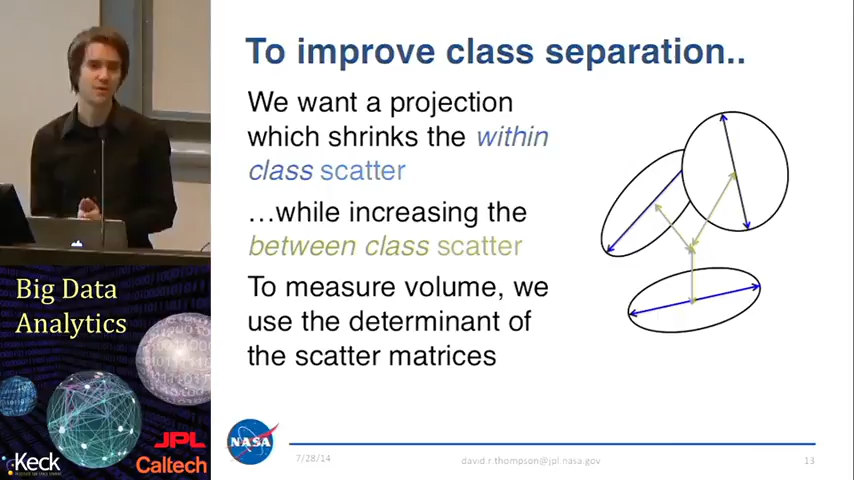 To improve class separation..
We want a projection
which shrinks the within
class scatter
…while increasing the
between class scatter
To measure volume, we
use the determinant of
the scatter matrices
Big Data
Analytics
JPL
Caltech
Keck
NASA
7/28/14
david.r.thompson@jpl.nasa.gov
13